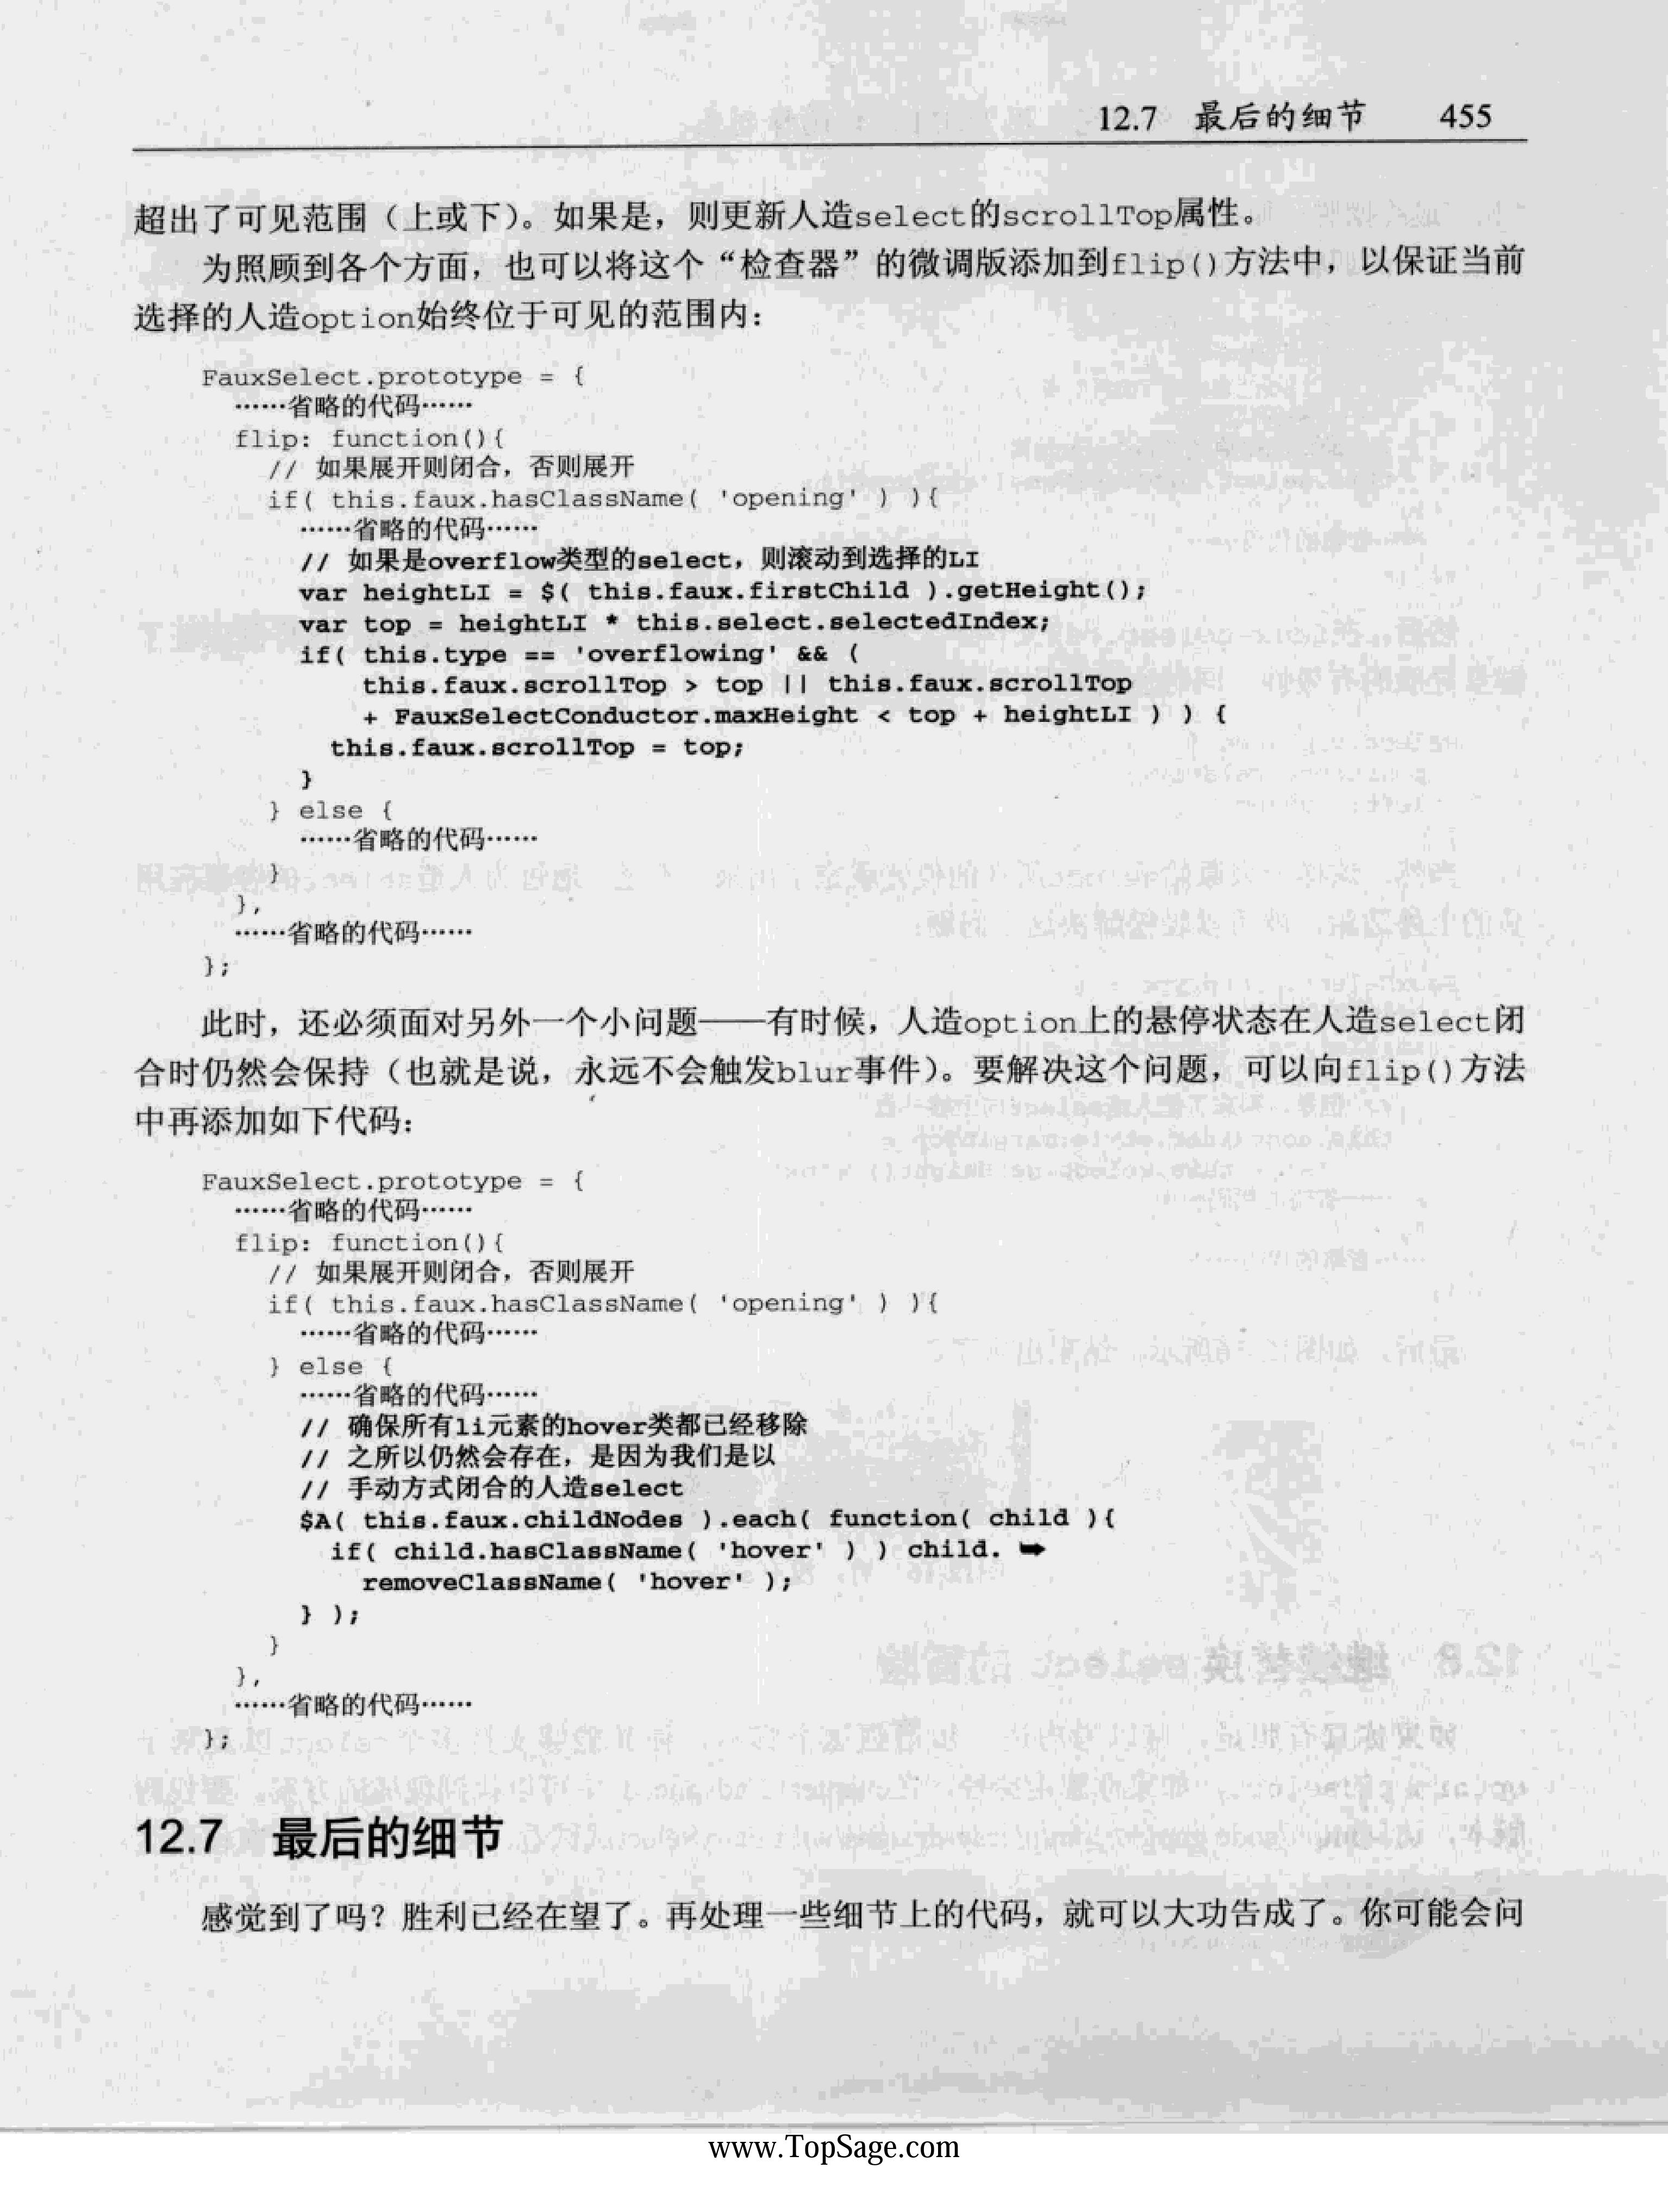 12.7 最后的细节 455
超出了可见范围（上或下）。如果是，则更新人造select的scrollTop属性。
为照顾到各个方面，也可以将这个“检查器”的微调版添加到flip()方法中，以保证当前
选择的人造option始终位于可见的范围内：
FauxSelect.prototype = {
……省略的代码……
flip: function(){
// 如果展开则闭合，否则展开
if( this.faux.hasClassName( 'opening' ) ){
……省略的代码……
// 如果是overflow类型的select，则滚动到选择的LI
var heightLI = $( this.faux.firstChild ).getHeight();
var top = heightLI * this.select.selectedIndex;
if( this.type == 'overflowing' && (
this.faux.scrollTop > top || this.faux.scrollTop
+ FauxSelectConductor.maxHeight < top + heightLI ) ) {
this.faux.scrollTop = top;
}
} else {
……省略的代码……
}
},
……省略的代码……
};
此时，还必须面对另外一个小问题——有时候，人造option上的悬停状态在人造select闭
合时仍然会保持（也就是说，永远不会触发blur事件）。要解决这个问题，可以向flip()方法
中再添加如下代码：
FauxSelect.prototype = {
……省略的代码……
flip: function(){
// 如果展开则闭合，否则展开
if( this.faux.hasClassName( 'opening' ) ){
……省略的代码……
} else {
……省略的代码……
// 确保所有li元素的hover类都已经移除
// 之所以仍然会存在，是因为我们是以
// 手动方式闭合的人造select
$A( this.faux.childNodes ).each( function( child ){
if( child.hasClassName( 'hover' ) ) child. ➥
removeClassName( 'hover' );
} );
}
},
……省略的代码……
};
12.7 最后的细节
感觉到了吗？胜利已经在望了。再处理一些细节上的代码，就可以大功告成了。你可能会问
www.TopSage.com